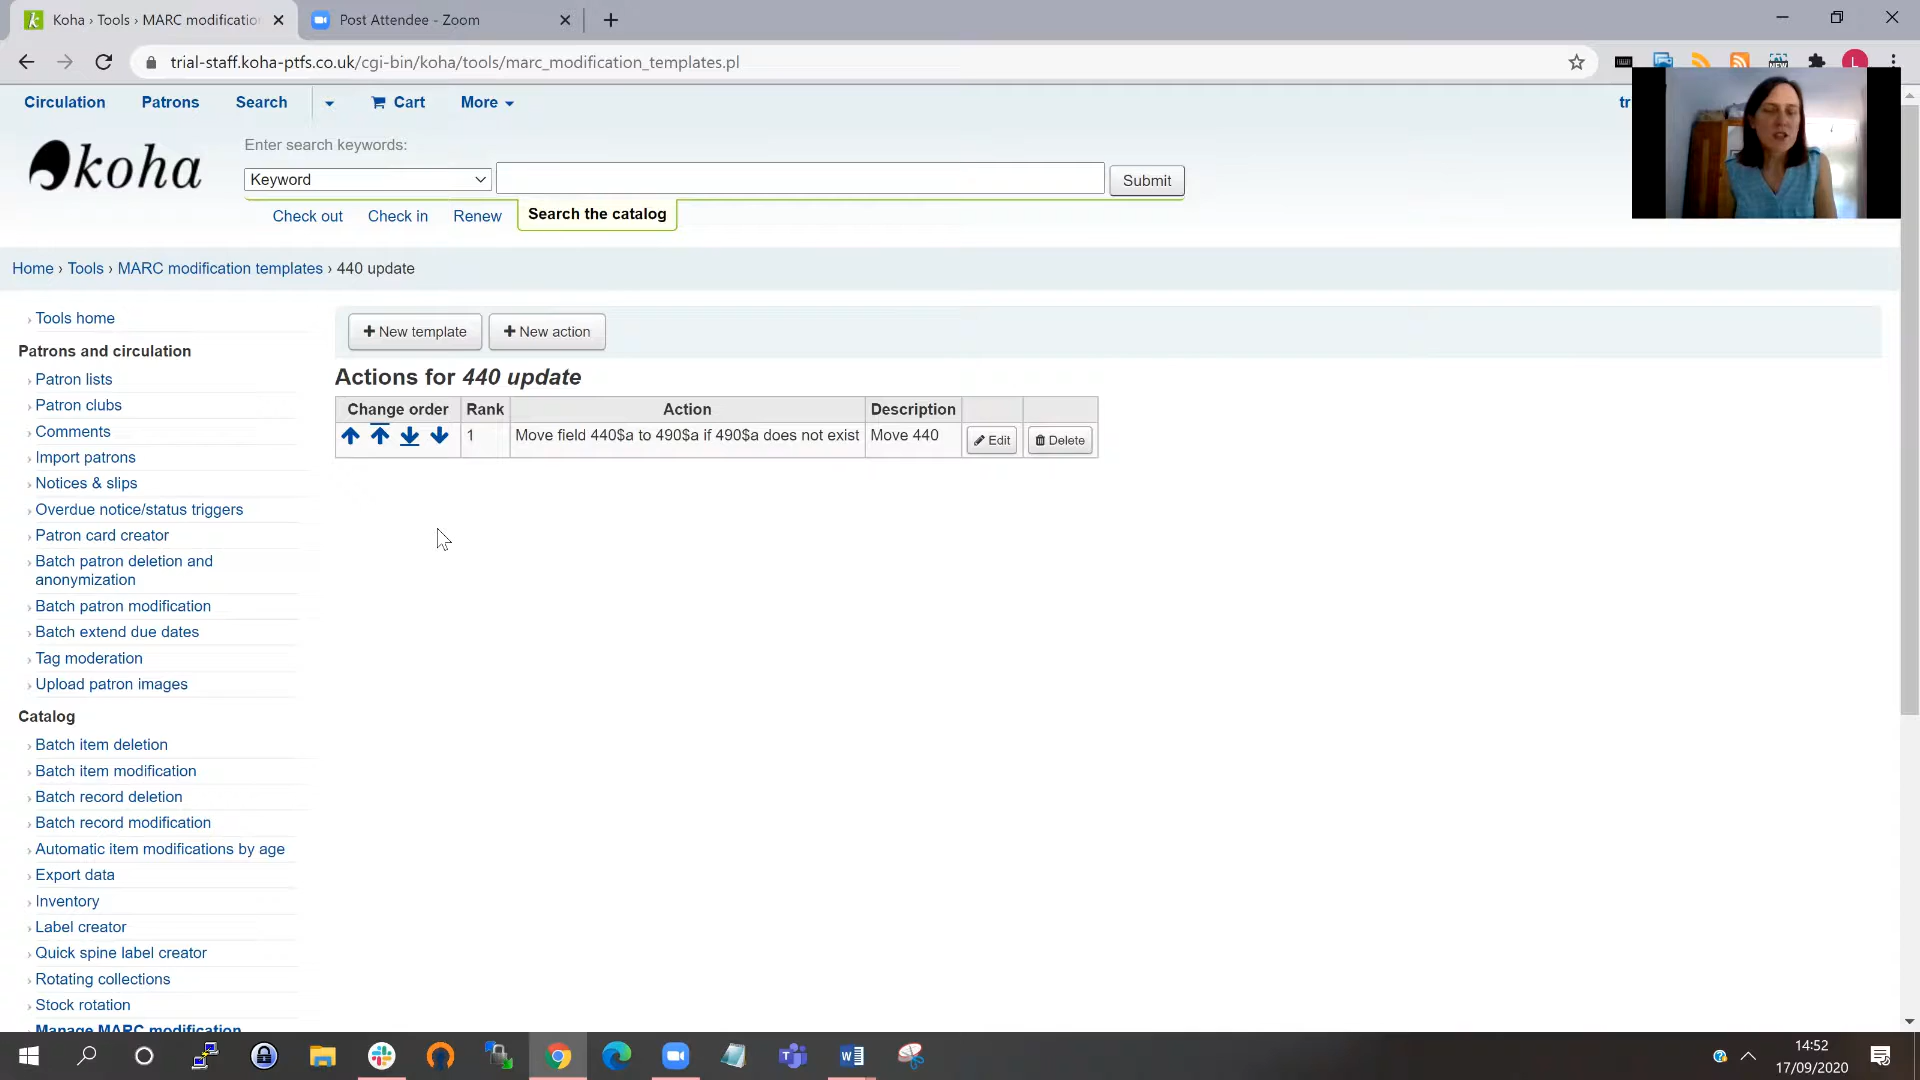 Koha › Tools › MARC modificatio
Post Attendee - Zoom
trial-staff.koha-ptfs.co.uk/cgi-bin/koha/tools/marc_modification_templates.pl
NEW
L
Circulation Patrons Search Cart More
tr
koha
Enter search keywords:
Keyword
Submit
Check out Check in Renew Search the catalog
Home › Tools › MARC modification templates › 440 update
Tools home
Patrons and circulation
Patron lists
Patron clubs
Comments
Import patrons
Notices & slips
Overdue notice/status triggers
Patron card creator
Batch patron deletion and
anonymization
Batch patron modification
Batch extend due dates
Tag moderation
Upload patron images
Catalog
Batch item deletion
Batch item modification
Batch record deletion
Batch record modification
Automatic item modifications by age
Export data
Inventory
Label creator
Quick spine label creator
Rotating collections
Stock rotation
Manage MARC modification
+ New template + New action
Actions for 440 update
Change order Rank Action Description
1 Move field 440$a to 490$a if 490$a does not exist Move 440 Edit Delete
14:52
17/09/2020